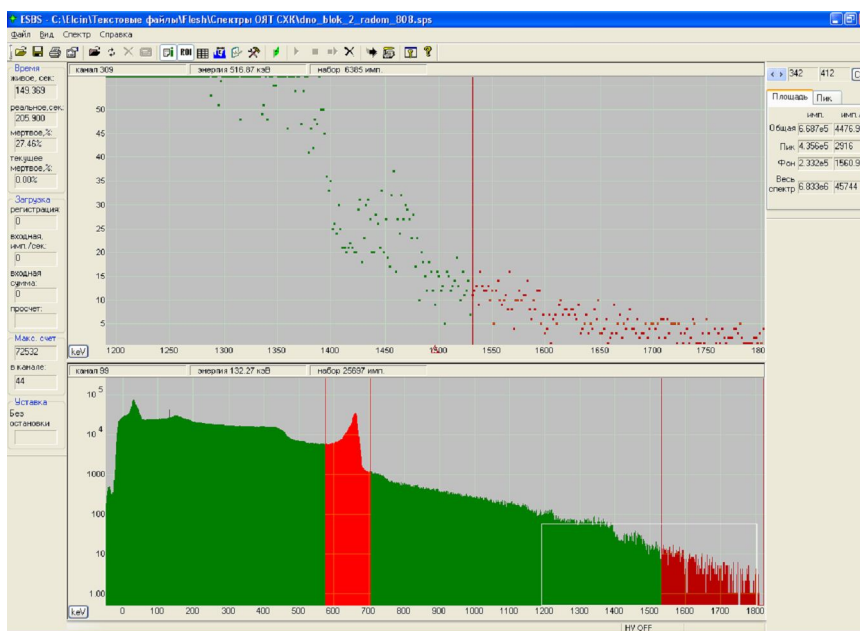 ESBS - C:\Elcin\Текстовые файлы\Flesh\Спектры ОЯТ СХК\dno_blok_2_radom_808.sps
Файл Вид Спектр Справка
ROI
Время
живое, сек:
149.369
реальное,сек:
205.900
мертвое,%:
27.46%
текущее
мертвое,%:
0.00%
Загрузка
регистрация:
0
входная,
имп./сек:
0
входная
сумма:
0
просчет:
Макс. счет
72532
в канале:
44
Уставка
Без
остановки
канал 309 энергия 516.87 кэВ набор 6385 имп.
50
45
40
35
30
25
20
15
10
5
keV 1200 1250 1300 1350 1400 1450 1500 1550 1600 1650 1700 1750 180
канал 99 энергия 132.27 кэВ набор 25697 имп.
10 5
10 4
1000
100
10
1.00
keV 0 100 200 300 400 500 600 700 800 900 1000 1100 1200 1300 1400 1500 1600 1700 1800
342 412
Площадь Пик
имп. имп./
Общая 6.687e5 4476.9
Пик 4.356e5 2916
Фон 2.332e5 1560.9
Весь
спектр 6.833e6 45744
HV OFF